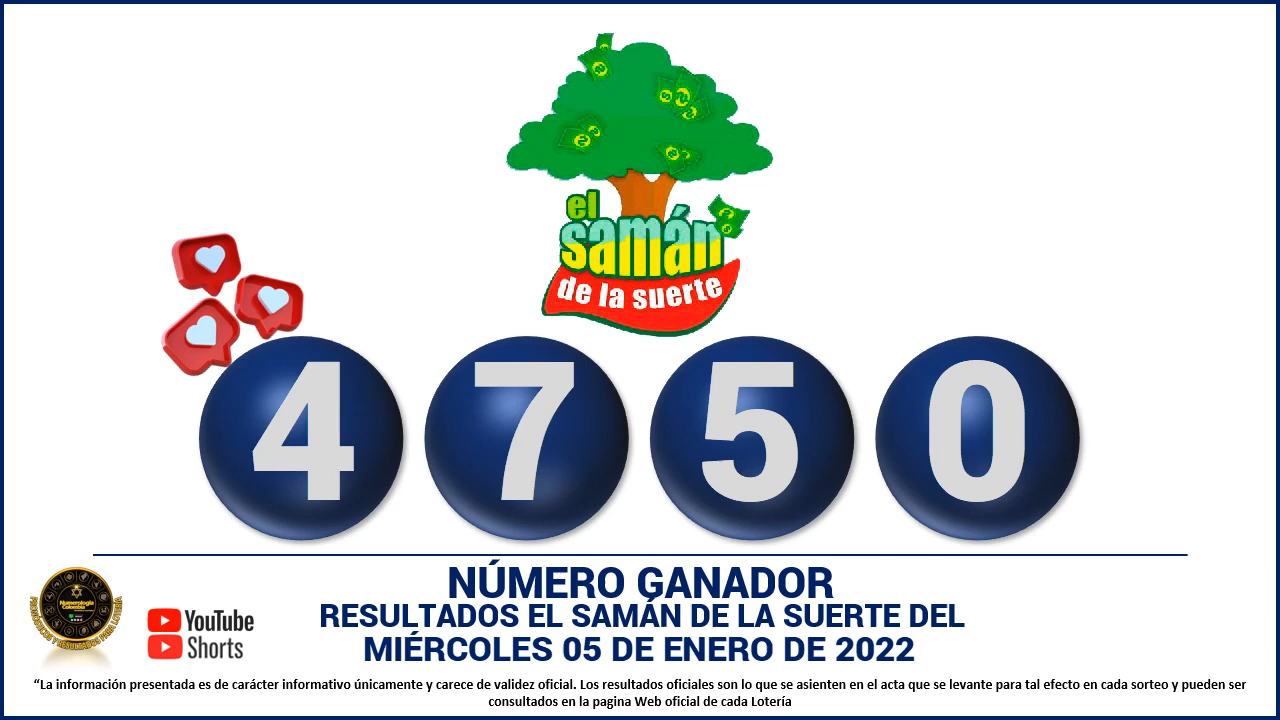 el
samán
de la suerte
4 7 5 0
NÚMERO GANADOR
RESULTADOS EL SAMÁN DE LA SUERTE DEL
MIÉRCOLES 05 DE ENERO DE 2022
Numerología
Colombia
YouTube
Shorts
“La información presentada es de carácter informativo únicamente y carece de validez oficial. Los resultados oficiales son lo que se asienten en el acta que se levante para tal efecto en cada sorteo y pueden ser
consultados en la pagina Web oficial de cada Lotería